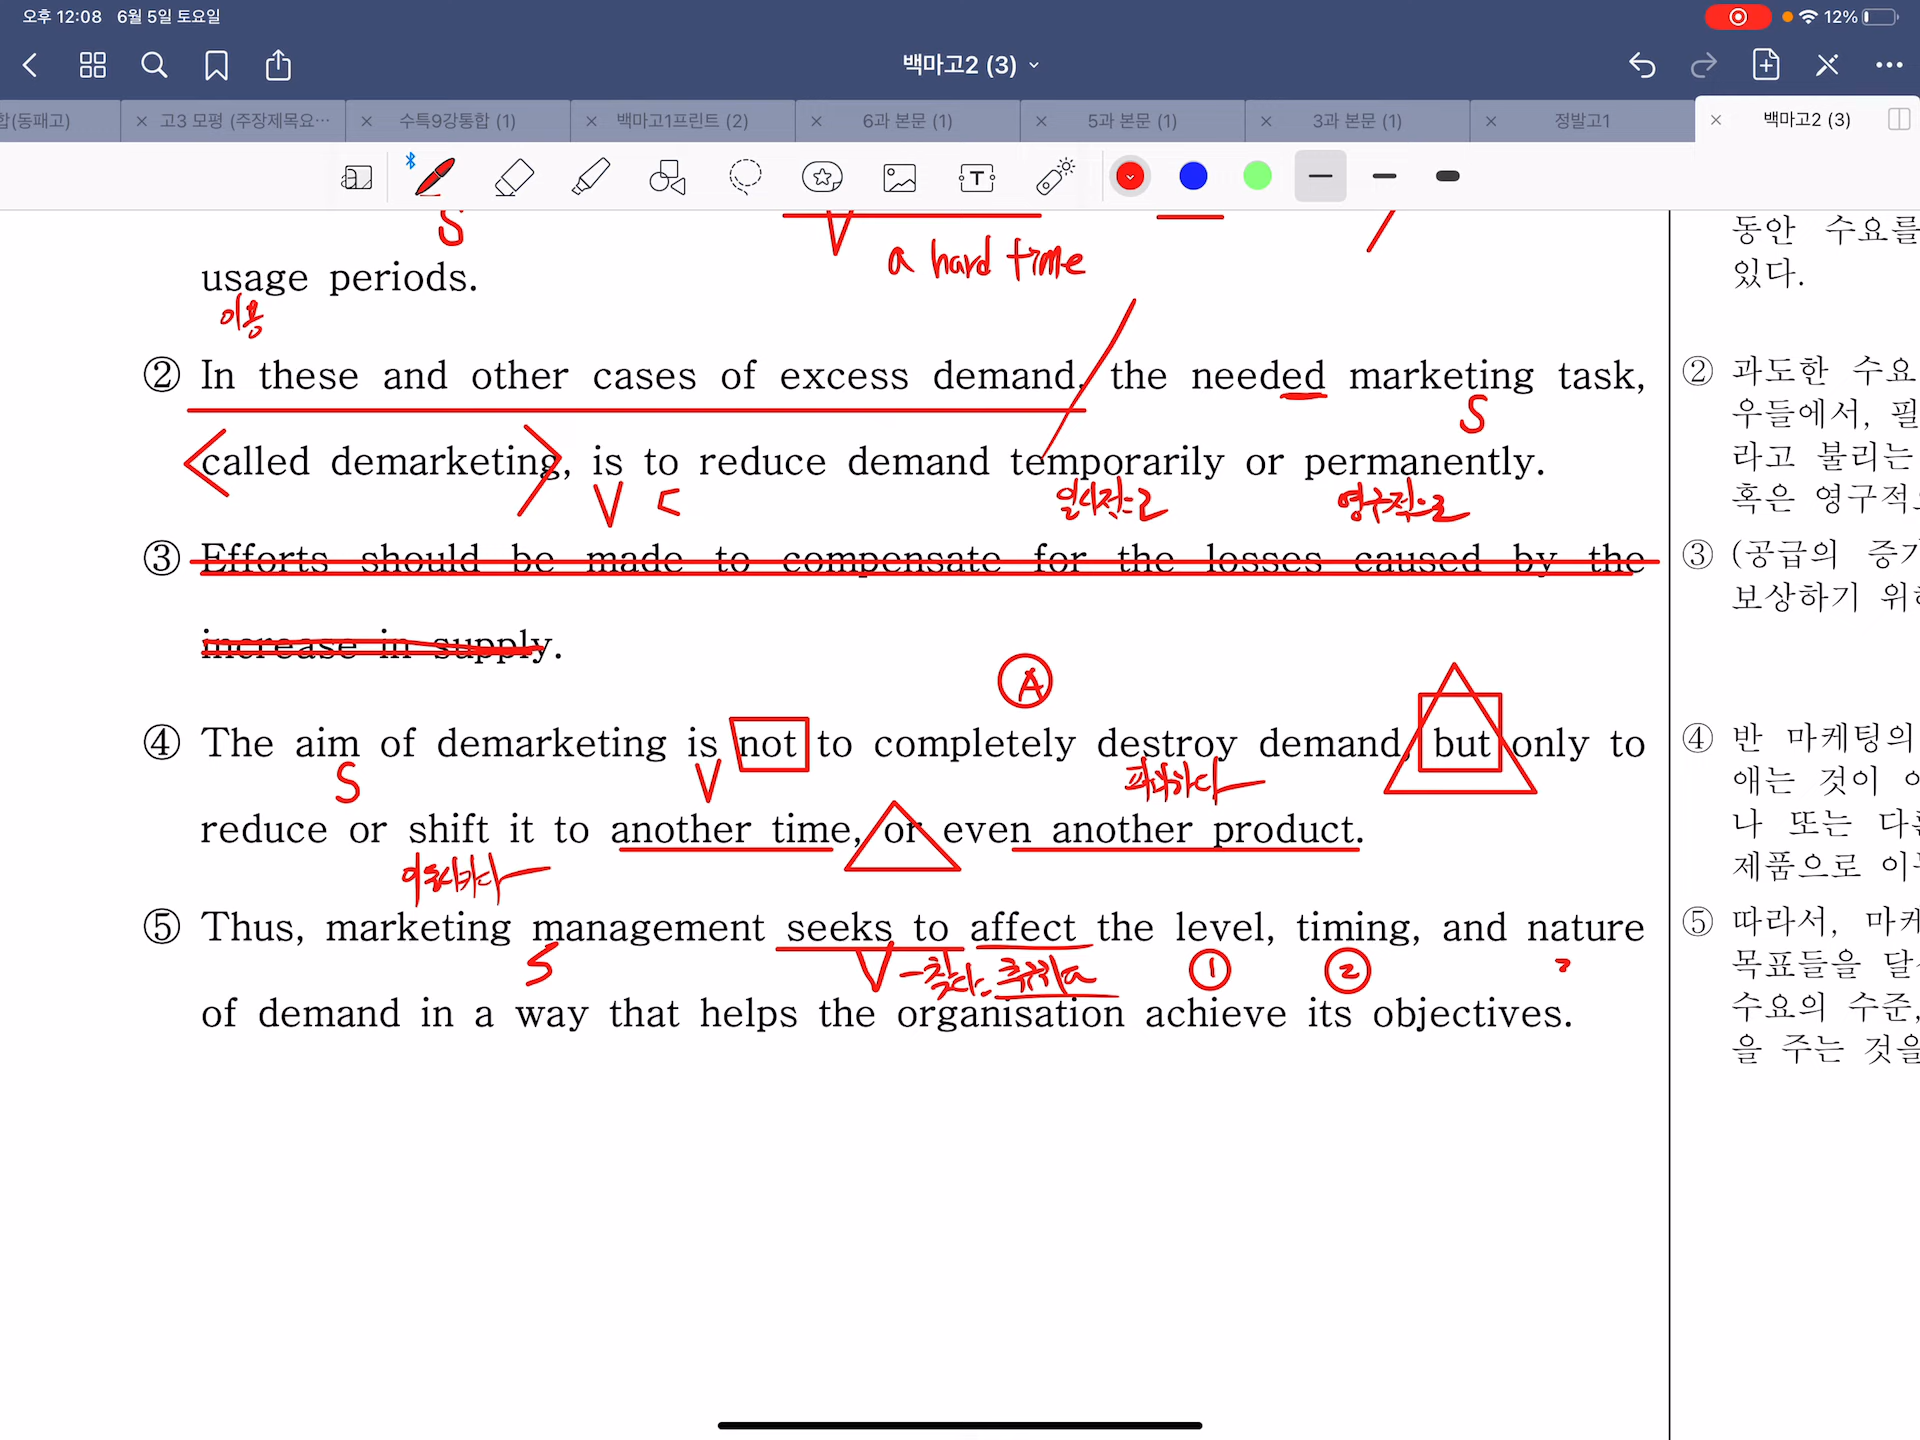 오후 12:08 6월 5일 토요일 12%
백마고2 (3)
합(동패고) 고3 모평 (주장제목요… 수특9강통합 (1) 백마고1프린트 (2) 6과 본문 (1) 5과 본문 (1) 3과 본문 (1) 정발고1 백마고2 (3)
S V a hard time
usage periods.
이용
② In these and other cases of excess demand, the needed marketing task,
S
called demarketing, is to reduce demand temporarily or permanently.
V C 일시적으로 영구적으로
③ Efforts should be made to compensate for the losses caused by the
increase in supply.
A
④ The aim of demarketing is not to completely destroy demand, but only to
S V 파괴하다
reduce or shift it to another time, or even another product.
이동시키다
⑤ Thus, marketing management seeks to affect the level, timing, and nature
S V 찾다 추구하다 ① ②
of demand in a way that helps the organisation achieve its objectives.
동안 수요를
있다.
② 과도한 수요
우들에서, 필
라고 불리는
혹은 영구적으
③ (공급의 증가
보상하기 위해
④ 반 마케팅의
애는 것이 아
나 또는 다른
제품으로 이동
⑤ 따라서, 마케
목표들을 달성
수요의 수준,
을 주는 것을